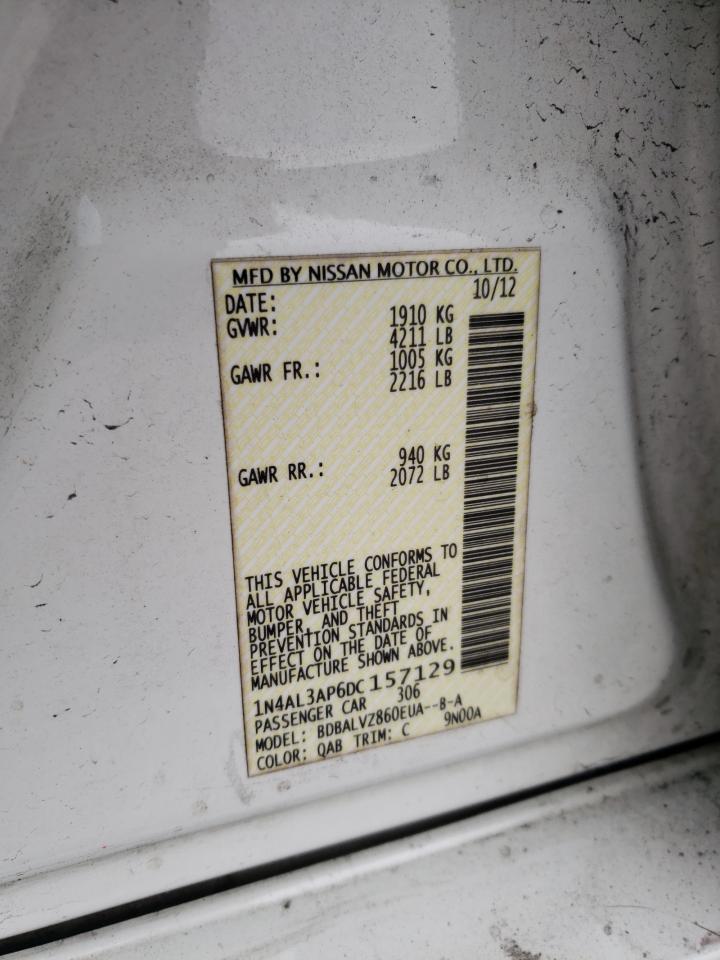 MFD BY NISSAN MOTOR CO., LTD.
DATE: 10/12
GVWR: 1910 KG
4211 LB
GAWR FR.: 1005 KG
2216 LB
GAWR RR.: 940 KG
2072 LB
THIS VEHICLE CONFORMS TO
ALL APPLICABLE FEDERAL
MOTOR VEHICLE SAFETY,
BUMPER, AND THEFT
PREVENTION STANDARDS IN
EFFECT ON THE DATE OF
MANUFACTURE SHOWN ABOVE.
1N4AL3AP6DC157129
PASSENGER CAR 306
MODEL: BDBALVZ860EUA--B-A
COLOR: QAB TRIM: C 9N00A